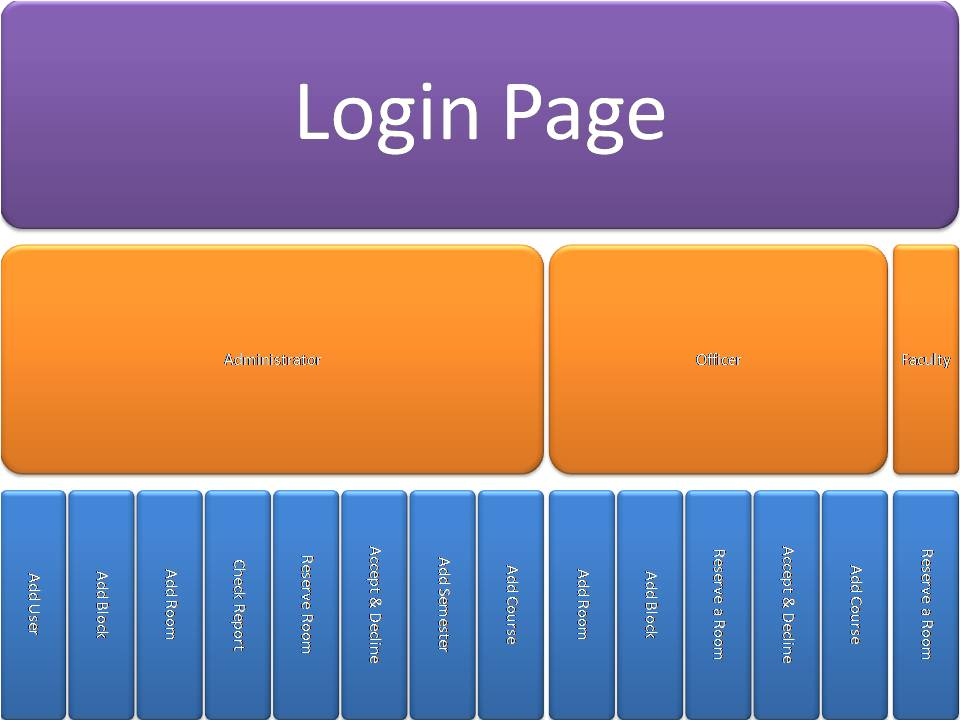 Login Page
Administrator
Officer
Faculty
Add User
Add Block
Add Room
Check Report
Reserve Room
Accept & Decline
Add Semester
Add Course
Add Room
Add Block
Reserve a Room
Accept & Decline
Add Course
Reserve a Room